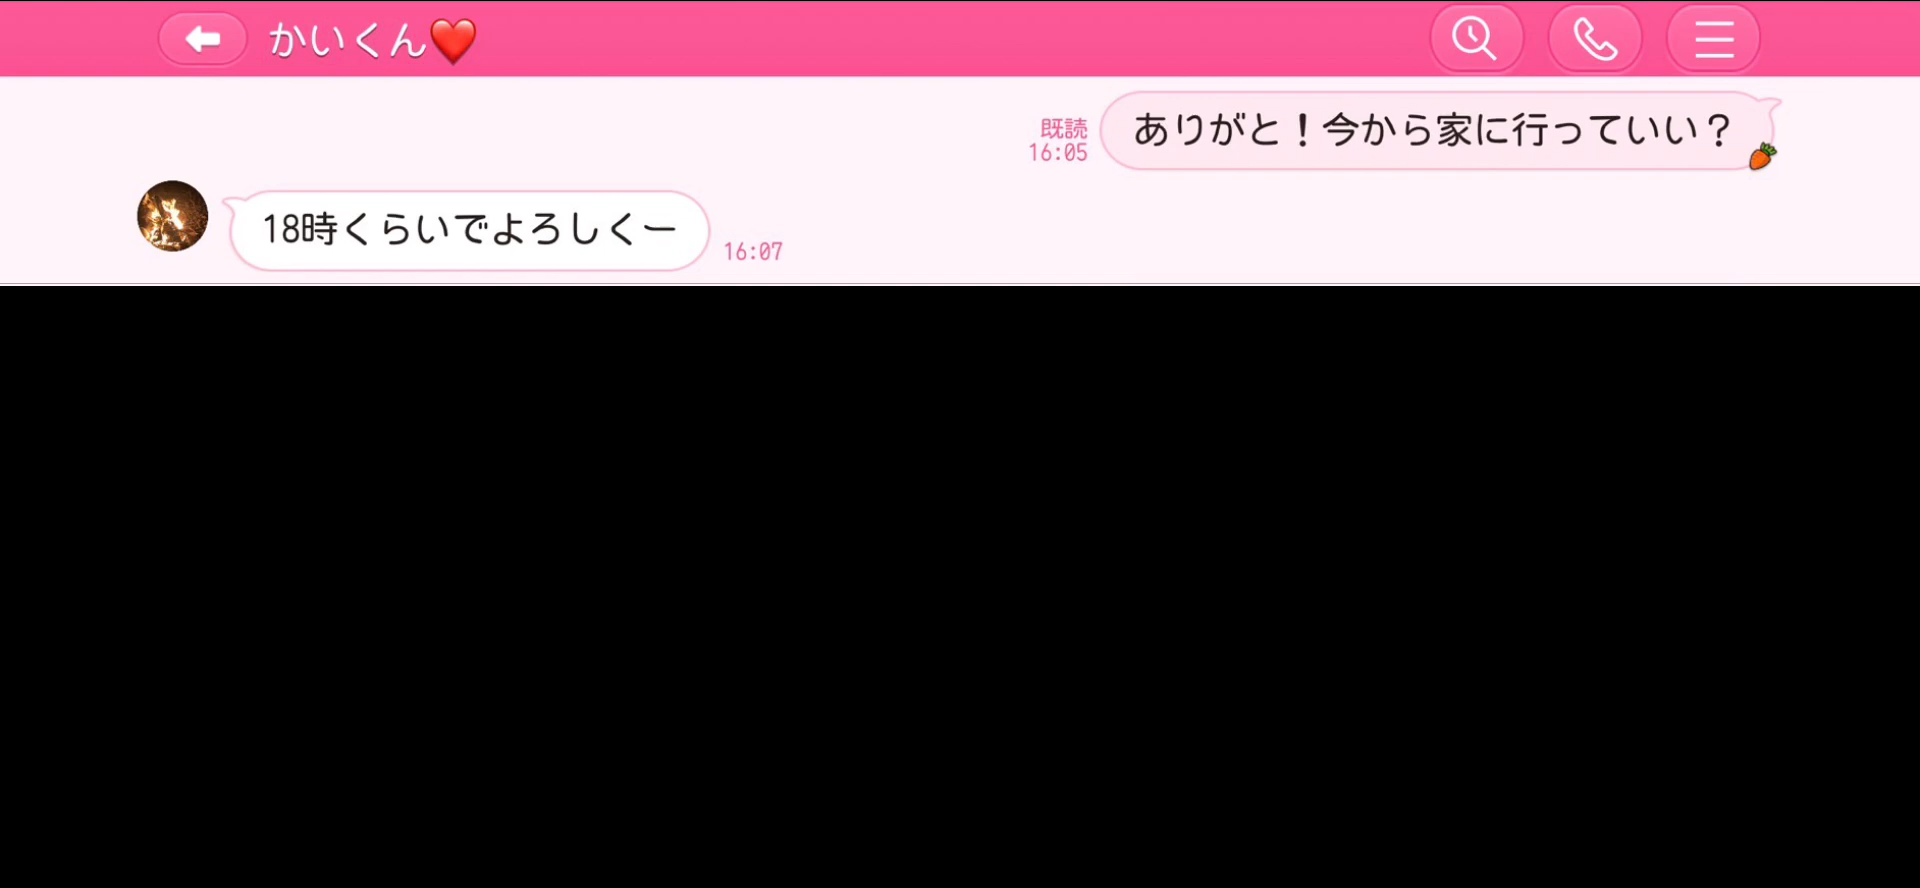 かいくん❤️
ありがと！今から家に行っていい？
既読
16:05
18時くらいでよろしくー
16:07